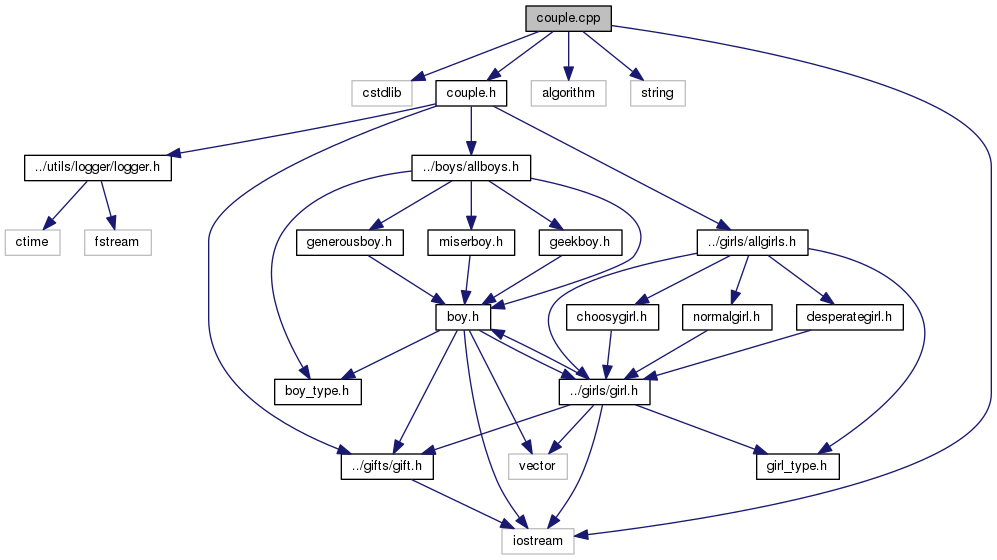 couple.cpp
cstdlib
couple.h
algorithm
string
../utils/logger/logger.h
../boys/allboys.h
ctime
fstream
generousboy.h
miserboy.h
geekboy.h
../girls/allgirls.h
boy.h
choosygirl.h
normalgirl.h
desperategirl.h
boy_type.h
../girls/girl.h
../gifts/gift.h
vector
girl_type.h
iostream